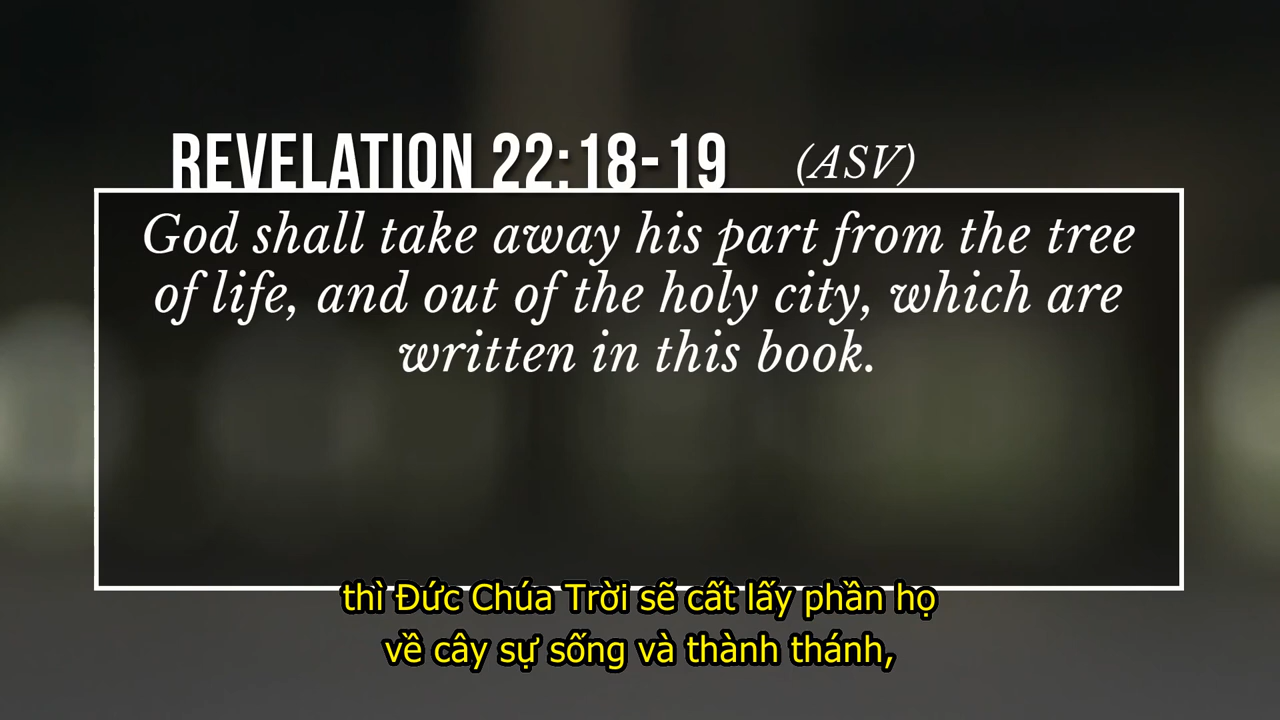 REVELATION 22:18-19 (ASV)
God shall take away his part from the tree
of life, and out of the holy city, which are
written in this book.
thì Đức Chúa Trời sẽ cất lấy phần họ
về cây sự sống và thành thánh,